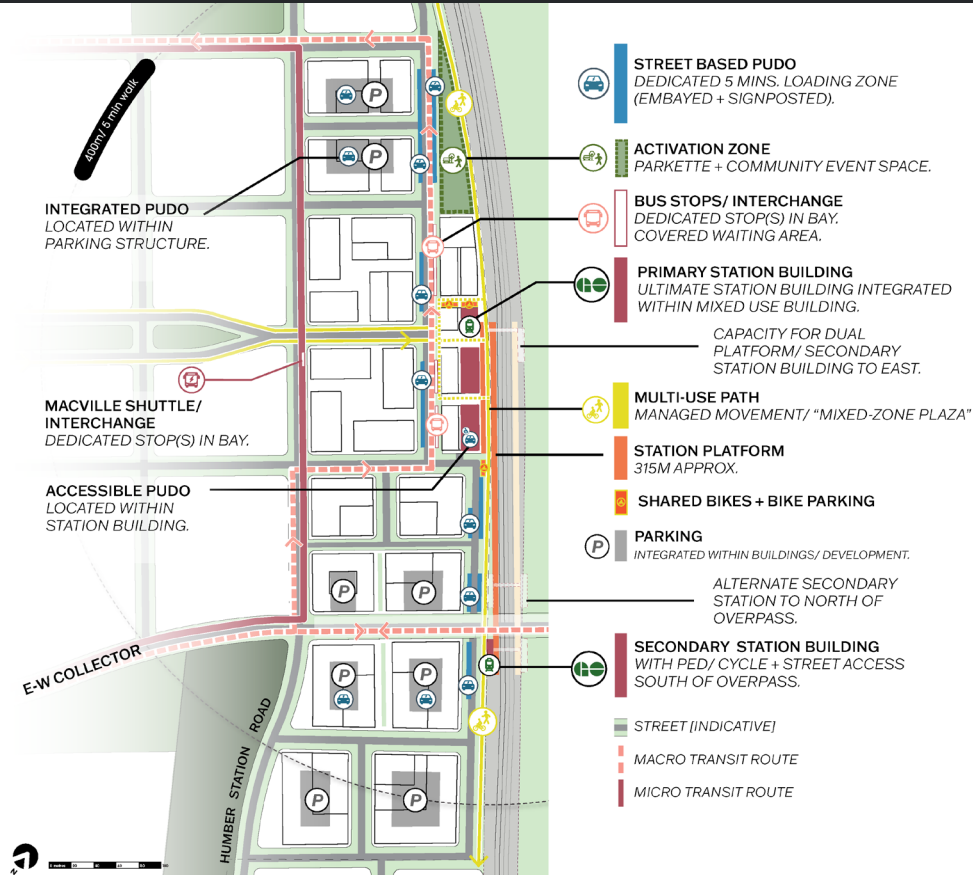 400m/ 5 min walk
INTEGRATED PUDO
LOCATED WITHIN
PARKING STRUCTURE.
P
P
MACVILLE SHUTTLE/
INTERCHANGE
DEDICATED STOP(S) IN BAY.
ACCESSIBLE PUDO
LOCATED WITHIN
STATION BUILDING.
P
P
E-W COLLECTOR
P
P
HUMBER STATION ROAD
P
P
N
STREET BASED PUDO
DEDICATED 5 MINS. LOADING ZONE
(EMBAYED + SIGNPOSTED).
ACTIVATION ZONE
PARKETTE + COMMUNITY EVENT SPACE.
BUS STOPS/ INTERCHANGE
DEDICATED STOP(S) IN BAY.
COVERED WAITING AREA.
GO
PRIMARY STATION BUILDING
ULTIMATE STATION BUILDING INTEGRATED
WITHIN MIXED USE BUILDING.
CAPACITY FOR DUAL
PLATFORM/ SECONDARY
STATION BUILDING TO EAST.
MULTI-USE PATH
MANAGED MOVEMENT/ “MIXED-ZONE PLAZA”
STATION PLATFORM
315M APPROX.
SHARED BIKES + BIKE PARKING
P
PARKING
INTEGRATED WITHIN BUILDINGS/ DEVELOPMENT.
ALTERNATE SECONDARY
STATION TO NORTH OF
OVERPASS.
GO
SECONDARY STATION BUILDING
WITH PED/ CYCLE + STREET ACCESS
SOUTH OF OVERPASS.
STREET [INDICATIVE]
MACRO TRANSIT ROUTE
MICRO TRANSIT ROUTE